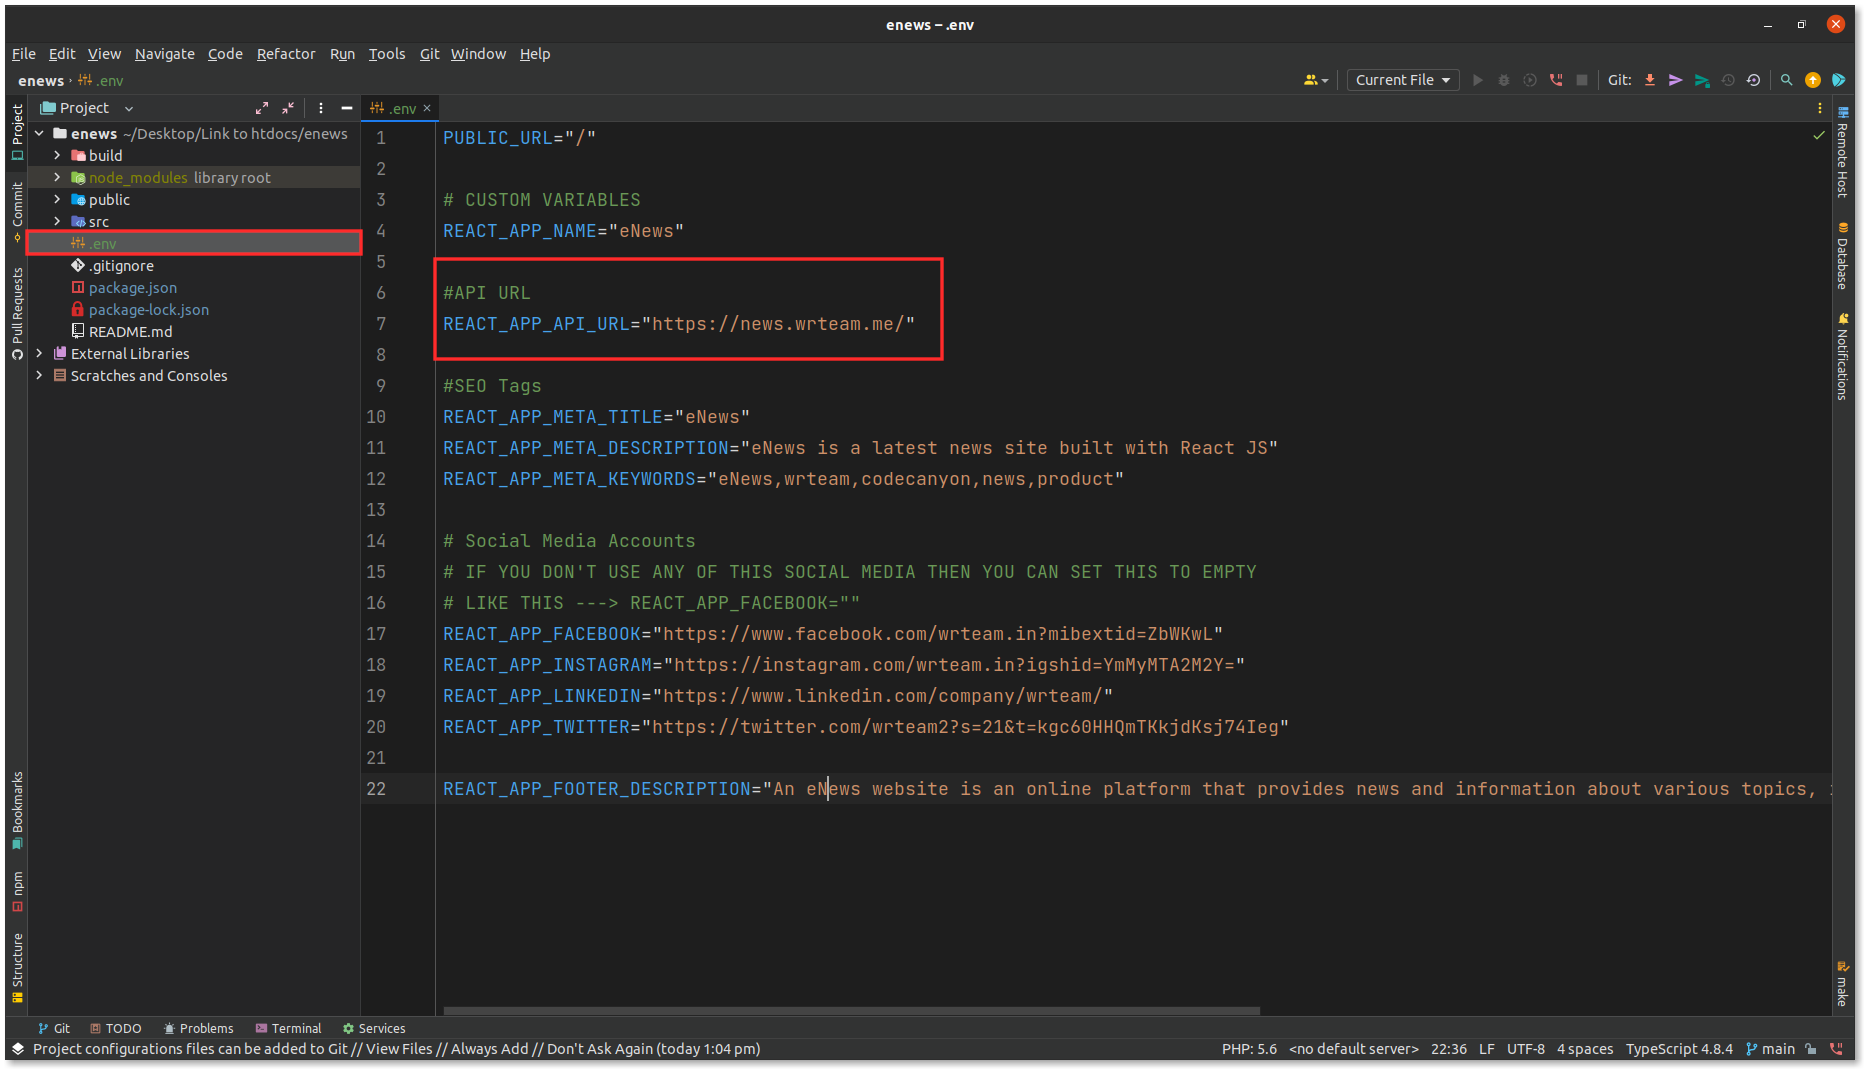 enews – .env
File Edit View Navigate Code Refactor Run Tools Git Window Help
enews › .env
Current File
Git:
Project
.env
Project
Commit
Pull Requests
Bookmarks
npm
Structure
enews ~/Desktop/Link to htdocs/enews
build
node_modules library root
public
src
.env
.gitignore
package.json
package-lock.json
README.md
External Libraries
Scratches and Consoles
1 PUBLIC_URL="/"
2
3 # CUSTOM VARIABLES
4 REACT_APP_NAME="eNews"
5
6 #API URL
7 REACT_APP_API_URL="https://news.wrteam.me/"
8
9 #SEO Tags
10 REACT_APP_META_TITLE="eNews"
11 REACT_APP_META_DESCRIPTION="eNews is a latest news site built with React JS"
12 REACT_APP_META_KEYWORDS="eNews,wrteam,codecanyon,news,product"
13
14 # Social Media Accounts
15 # IF YOU DON'T USE ANY OF THIS SOCIAL MEDIA THEN YOU CAN SET THIS TO EMPTY
16 # LIKE THIS ---> REACT_APP_FACEBOOK=""
17 REACT_APP_FACEBOOK="https://www.facebook.com/wrteam.in?mibextid=ZbWKwL"
18 REACT_APP_INSTAGRAM="https://instagram.com/wrteam.in?igshid=YmMyMTA2M2Y="
19 REACT_APP_LINKEDIN="https://www.linkedin.com/company/wrteam/"
20 REACT_APP_TWITTER="https://twitter.com/wrteam2?s=21&t=kgc60HHQmTKkjdKsj74Ieg"
21
22 REACT_APP_FOOTER_DESCRIPTION="An eNews website is an online platform that provides news and information about various topics,
Remote Host
Database
Notifications
make
Git TODO Problems Terminal Services
Project configurations files can be added to Git // View Files // Always Add // Don't Ask Again (today 1:04 pm)
PHP: 5.6 <no default server> 22:36 LF UTF-8 4 spaces TypeScript 4.8.4 main